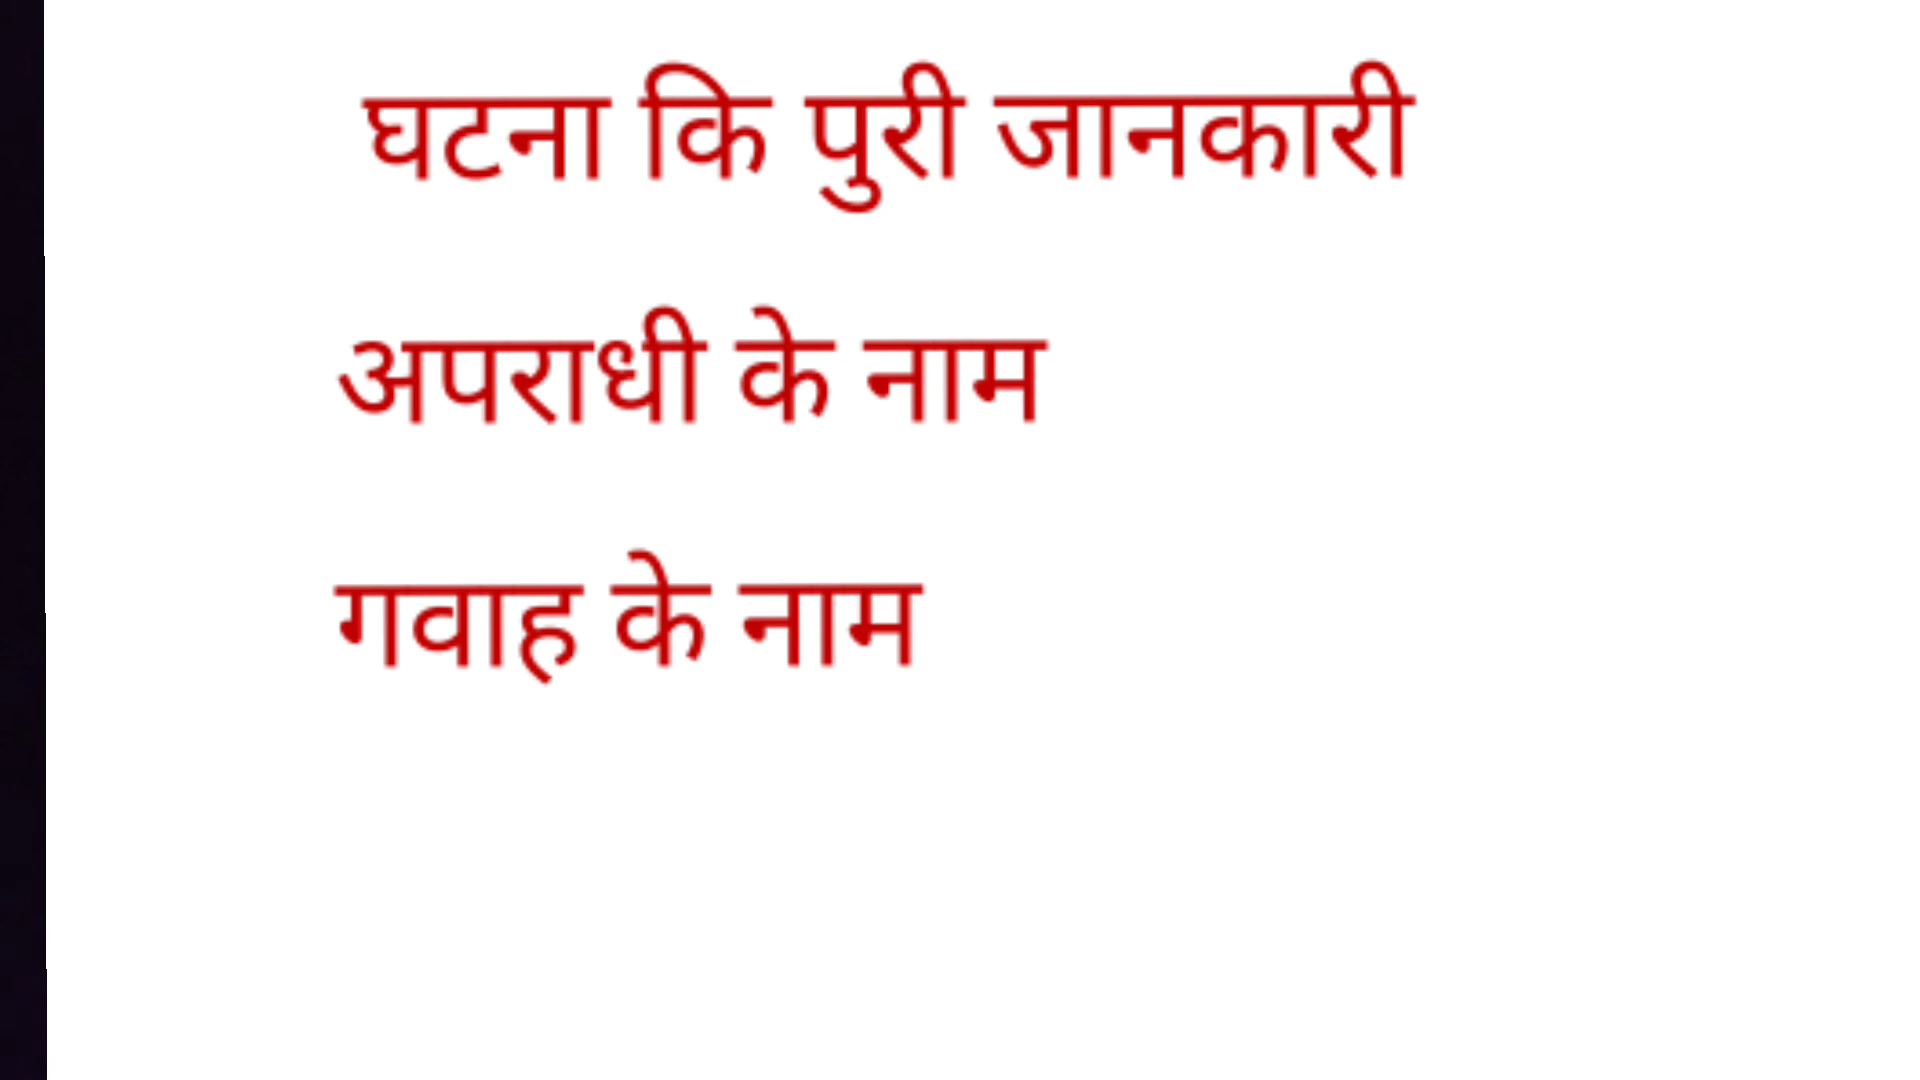 घटना कि पुरी जानकारी
अपराधी के नाम
गवाह के नाम